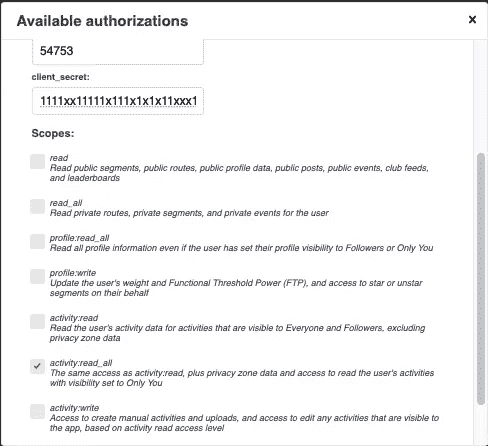 Available authorizations
×
54753
client_secret:
1111xx11111x111x1x1x11xxx1
Scopes:
read
Read public segments, public routes, public profile data, public posts, public events, club feeds,
and leaderboards
read_all
Read private routes, private segments, and private events for the user
profile:read_all
Read all profile information even if the user has set their profile visibility to Followers or Only You
profile:write
Update the user's weight and Functional Threshold Power (FTP), and access to star or unstar
segments on their behalf
activity:read
Read the user's activity data for activities that are visible to Everyone and Followers, excluding
privacy zone data
activity:read_all
The same access as activity:read, plus privacy zone data and access to read the user's activities
with visibility set to Only You
activity:write
Access to create manual activities and uploads, and access to edit any activities that are visible to
the app, based on activity read access level